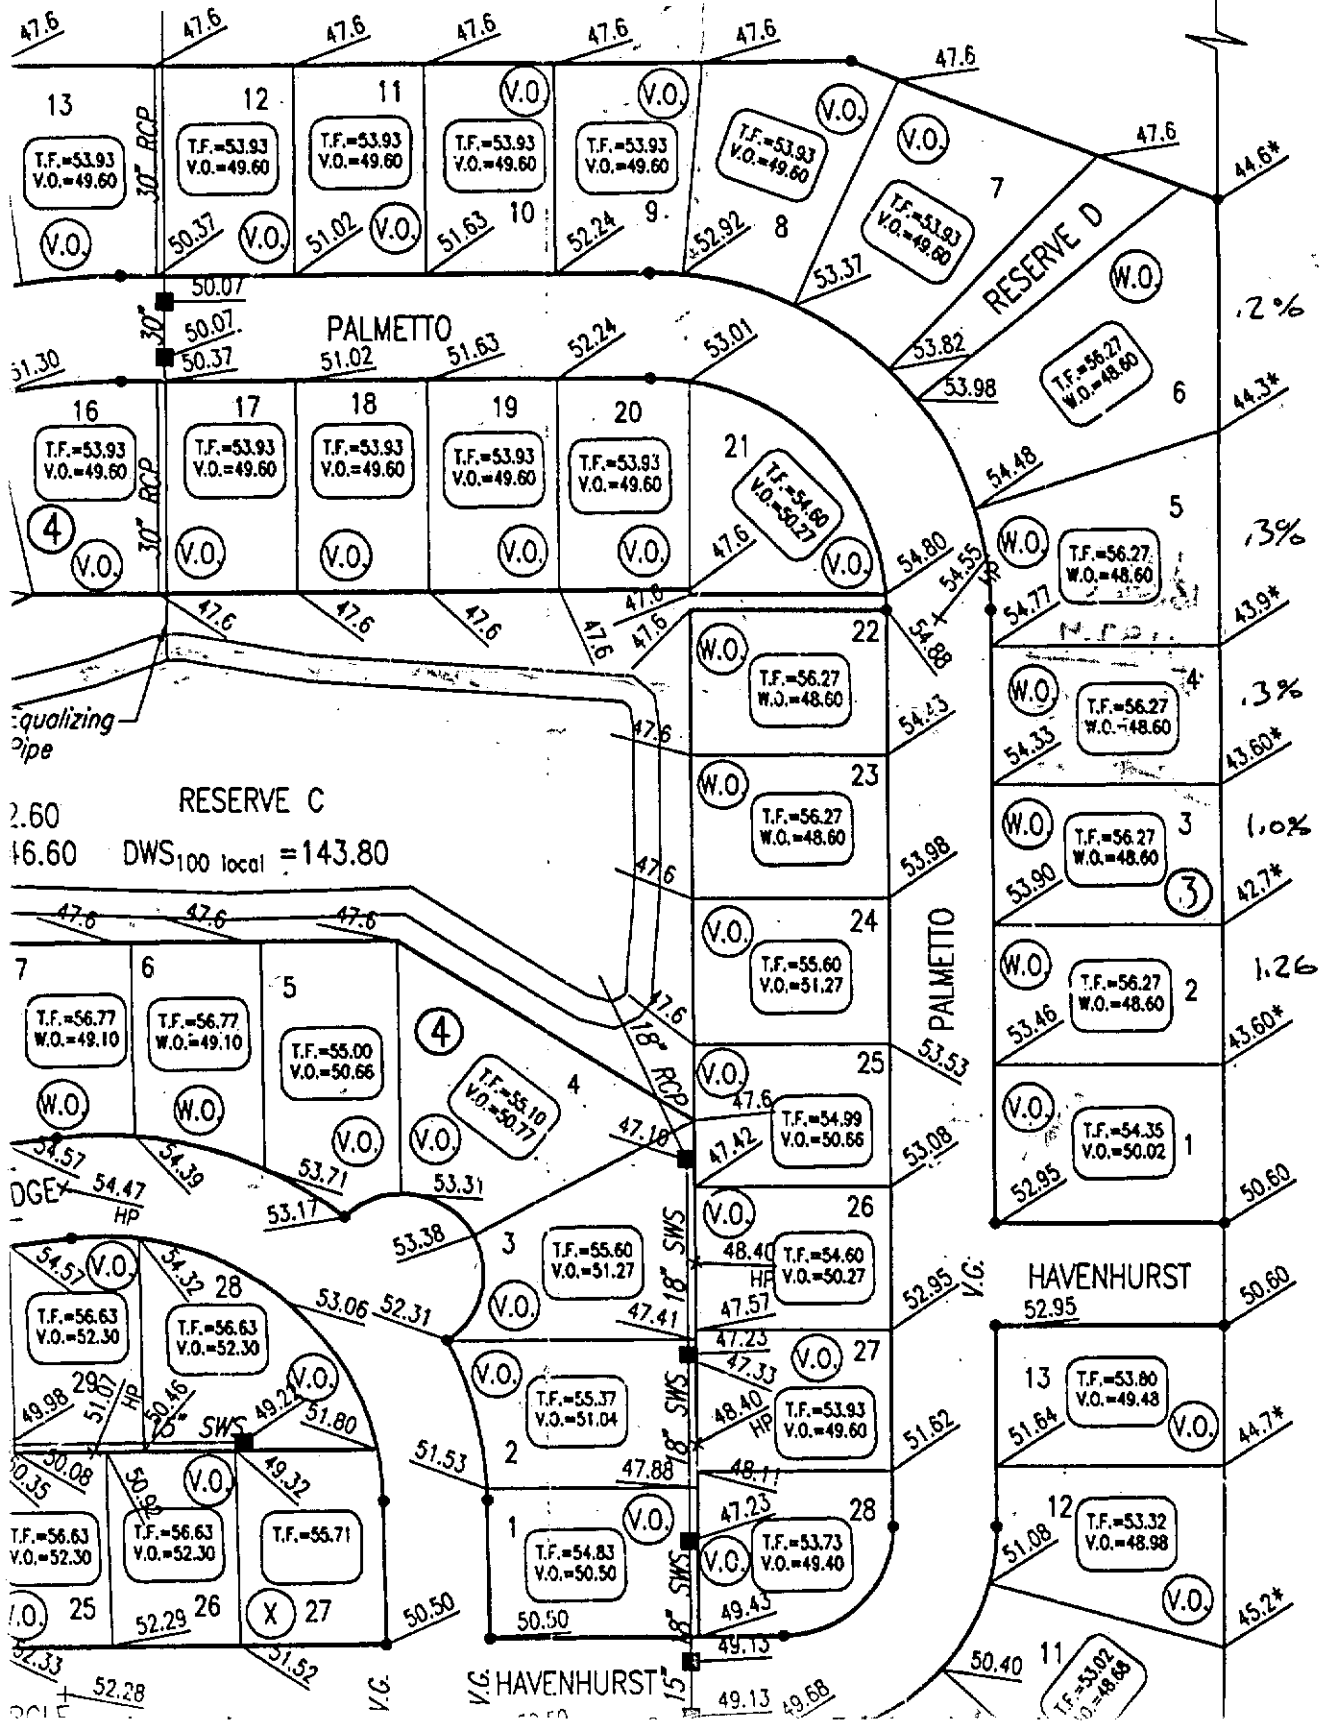 47.6 47.6 47.6 47.6 47.6 47.6
47.6
47.6
44.6*
13 12 11 V.O. V.O. V.O. V.O. 7
30" RCP
T.F.=53.93
V.O.=49.60
T.F.=53.93
V.O.=49.60
T.F.=53.93
V.O.=49.60
T.F.=53.93
V.O.=49.60
T.F.=53.93
V.O.=49.60
T.F.=53.93
V.O.=49.60
T.F.=53.93
V.O.=49.60
V.O. V.O. V.O. 10 9 8
50.37 51.02 51.63 52.24 52.92 53.37
RESERVE D
W.O.
.2%
50.07
30"
50.07
PALMETTO
50.37 51.02 51.63 52.24 53.01
53.82
53.98
T.F.=56.27
W.O.=48.60
6
44.3*
16 17 18 19 20 21
T.F.=53.93
V.O.=49.60
T.F.=53.93
V.O.=49.60
T.F.=53.93
V.O.=49.60
T.F.=53.93
V.O.=49.60
T.F.=53.93
V.O.=49.60
T.F.=54.60
V.O.=50.27
30" RCP
4
V.O. V.O. V.O. V.O. V.O. V.O.
54.48
5
W.O.
T.F.=56.27
W.O.=48.60
.3%
47.6 54.80 54.55 HP
54.77
43.9*
47.6 47.6 47.6 47.6 47.6 47.6
54.88
22
W.O.
T.F.=56.27
W.O.=48.60
4
W.O.
T.F.=56.27
W.O.=48.60
.3%
Equalizing
Pipe
47.6
54.43
54.33
43.60*
RESERVE C
2.60
46.60 DWS100 local =143.80
23
W.O.
T.F.=56.27
W.O.=48.60
3
W.O.
T.F.=56.27
W.O.=48.60
3
1.0%
47.6
53.98
53.90
42.7*
47.6 47.6 47.6
24
V.O.
T.F.=55.60
V.O.=51.27
PALMETTO
2
W.O.
T.F.=56.27
W.O.=48.60
1.26
53.46
43.60*
47.6
53.53
7 6 5 4
T.F.=56.77
W.O.=49.10
T.F.=56.77
W.O.=49.10
T.F.=55.00
V.O.=50.66
T.F.=55.10
V.O.=50.77
4
W.O. W.O. V.O. V.O.
18" RCP
25
V.O.
47.6
T.F.=54.99
V.O.=50.66
47.10
47.42
53.08
V.O.
T.F.=54.35
V.O.=50.02
1
52.95
50.60
54.57
DGE
54.47
HP
54.39 53.71 53.17 53.31
53.38
3
T.F.=55.60
V.O.=51.27
V.O.
18" SWS
26
V.O.
48.40
HP
T.F.=54.60
V.O.=50.27
52.95
V.G.
HAVENHURST
50.60
52.95
54.57 V.O. 54.32 28
T.F.=56.63
V.O.=52.30
T.F.=56.63
V.O.=52.30
53.06 52.31
47.41
47.57
47.23
47.33
V.O.
27
29
V.O.
49.98 51.07 HP 50.46
15" SWS
49.22
51.80
V.O.
T.F.=55.37
V.O.=51.04
2
18" SWS
48.40
HP
T.F.=53.93
V.O.=49.60
51.62
13
T.F.=53.80
V.O.=49.48
V.O.
51.64
44.7*
50.35 50.08 50.92 V.O. 49.32
51.53
47.88
48.11
T.F.=56.63
V.O.=52.30
T.F.=56.63
V.O.=52.30
T.F.=55.71
1
V.O.
T.F.=54.83
V.O.=50.50
47.23
28
V.O.
T.F.=53.73
V.O.=49.40
SWS
12
T.F.=53.32
V.O.=48.98
51.08
V.O.
V.O. 25 26 X 27
52.33 52.29 51.52 50.50
50.50
49.43
45.2*
52.28
V.G. V.G.
HAVENHURST
15"
49.13
49.13 49.68
50.40
11
T.F.=53.02
V.O.=48.68